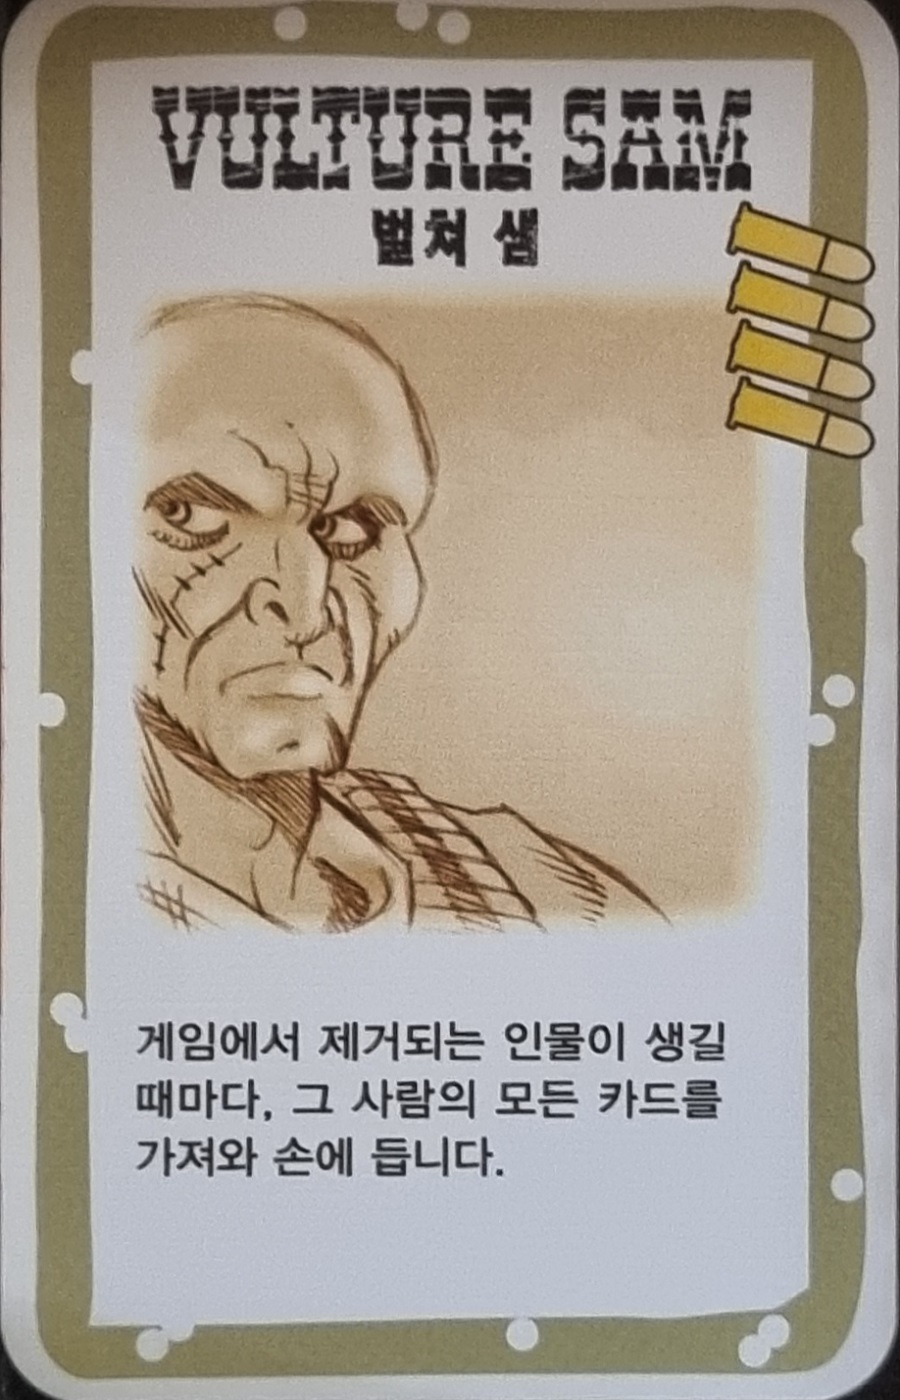 VULTURE SAM
벌쳐 샘
게임에서 제거되는 인물이 생길
때마다, 그 사람의 모든 카드를
가져와 손에 듭니다.